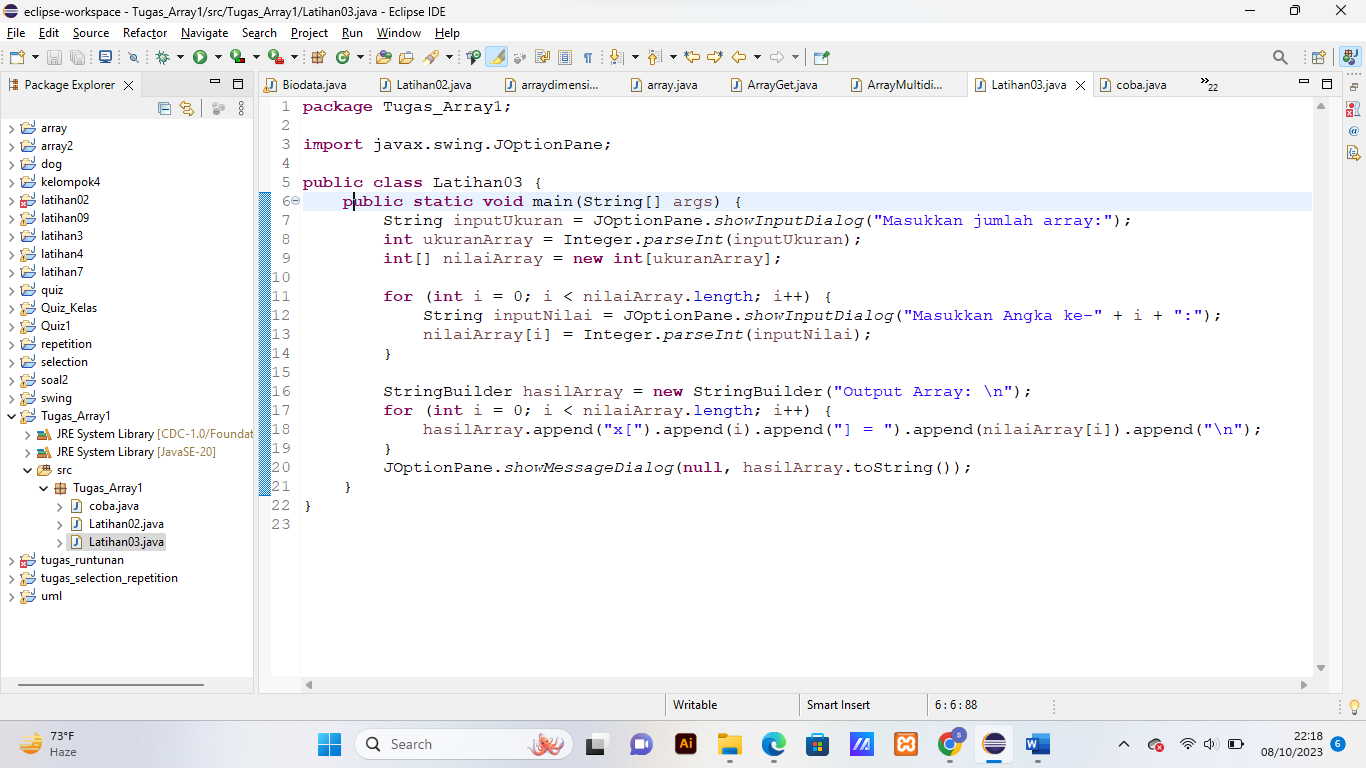 eclipse-workspace - Tugas_Array1/src/Tugas_Array1/Latihan03.java - Eclipse IDE
File Edit Source Refactor Navigate Search Project Run Window Help
Package Explorer
Biodata.java Latihan02.java arraydimensi... array.java ArrayGet.java ArrayMultidi... Latihan03.java coba.java »22
array
array2
dog
kelompok4
latihan02
latihan09
latihan3
latihan4
latihan7
quiz
Quiz_Kelas
Quiz1
repetition
selection
soal2
swing
Tugas_Array1
JRE System Library [CDC-1.0/Foundat
JRE System Library [JavaSE-20]
src
Tugas_Array1
coba.java
Latihan02.java
Latihan03.java
tugas_runtunan
tugas_selection_repetition
uml
1 package Tugas_Array1;
2
3 import javax.swing.JOptionPane;
4
5 public class Latihan03 {
6 public static void main(String[] args) {
7 String inputUkuran = JOptionPane.showInputDialog("Masukkan jumlah array:");
8 int ukuranArray = Integer.parseInt(inputUkuran);
9 int[] nilaiArray = new int[ukuranArray];
10
11 for (int i = 0; i < nilaiArray.length; i++) {
12 String inputNilai = JOptionPane.showInputDialog("Masukkan Angka ke-" + i + ":");
13 nilaiArray[i] = Integer.parseInt(inputNilai);
14 }
15
16 StringBuilder hasilArray = new StringBuilder("Output Array: \n");
17 for (int i = 0; i < nilaiArray.length; i++) {
18 hasilArray.append("x[").append(i).append("] = ").append(nilaiArray[i]).append("\n");
19 }
20 JOptionPane.showMessageDialog(null, hasilArray.toString());
21 }
22 }
23
Writable Smart Insert 6 : 6 : 88
73°F
Haze
Search
Ai
S
W
22:18
08/10/2023
6